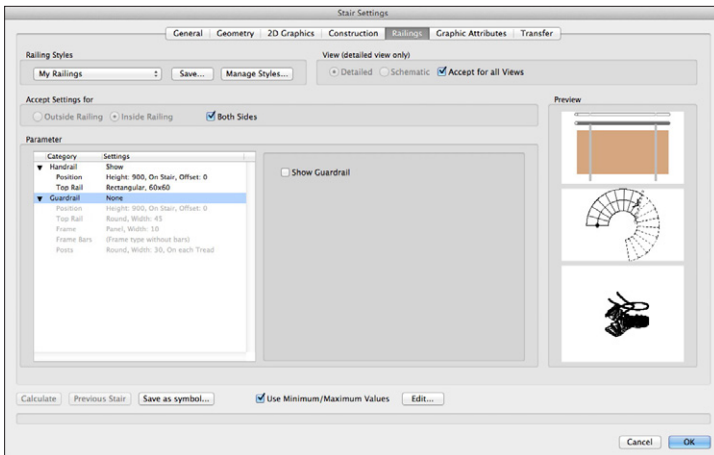 Stair Settings
General Geometry 2D Graphics Construction Railings Graphic Attributes Transfer
Railing Styles
My Railings Save... Manage Styles...
View (detailed view only)
Detailed Schematic Accept for all Views
Accept Settings for
Outside Railing Inside Railing Both Sides
Preview
Parameter
Category Settings
Handrail Show
Position Height: 900, On Stair, Offset: 0
Top Rail Rectangular, 60x60
Guardrail None
Position Height: 900, On Stair, Offset: 0
Top Rail Round, Width: 45
Frame Panel, Width: 10
Frame Bars (Frame type without bars)
Posts Round, Width: 30, On each Tread
Show Guardrail
Calculate Previous Stair Save as symbol... Use Minimum/Maximum Values Edit...
Cancel OK